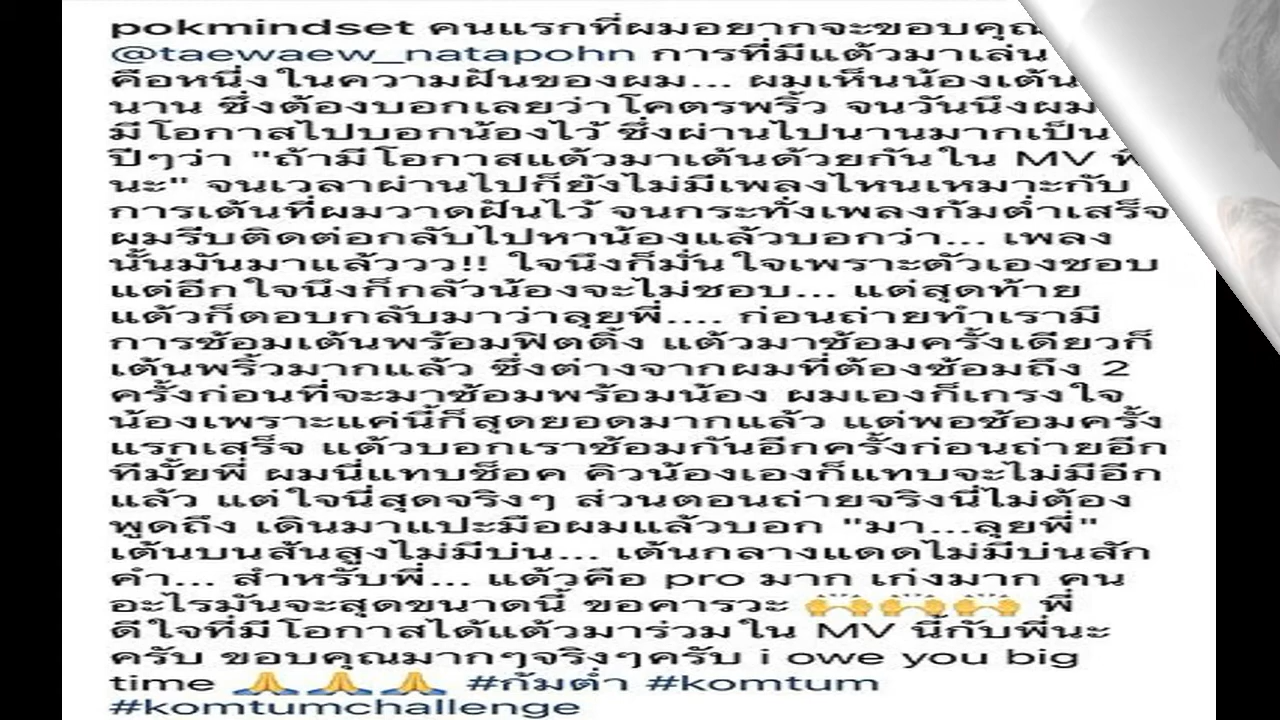 pokmindset คนแรกที่ผมอยากจะขอบคุณ
@taewaew_natapohn การที่มีแต้วมาเล่น
คือหนึ่งในความฝันของผม... ผมเห็นน้องเต้น
นาน ซึ่งต้องบอกเลยว่าโคตรพริ้ว จนวันนึงผม
มีโอกาสไปบอกน้องไว้ ซึ่งผ่านไปนานมากเป็น
ปีๆว่า "ถ้ามีโอกาสแต้วมาเต้นด้วยกันใน MV
นะ" จนเวลาผ่านไปก็ยังไม่มีเพลงไหนเหมาะกับ
การเต้นที่ผมวาดฝันไว้ จนกระทั่งเพลงก้มต่ำเสร็จ
ผมรีบติดต่อกลับไปหาน้องแล้วบอกว่า... เพลง
นั้นมันมาแล้ววว!! ใจนึงก็มั่นใจเพราะตัวเองชอบ
แต่อีกใจนึงก็กลัวน้องจะไม่ชอบ... แต่สุดท้าย
แต้วก็ตอบกลับมาว่าลุยพี่.... ก่อนถ่ายทำเรามี
การซ้อมเต้นพร้อมฟิตติ้ง แต้วมาซ้อมครั้งเดียวก็
เต้นพริ้วมากแล้ว ซึ่งต่างจากผมที่ต้องซ้อมถึง 2
ครั้งก่อนที่จะมาซ้อมพร้อมน้อง ผมเองก็เกรงใจ
น้องเพราะแค่นี้ก็สุดยอดมากแล้ว แต่พอซ้อมครั้ง
แรกเสร็จ แต้วบอกเราซ้อมกันอีกครั้งก่อนถ่ายอีก
ทีมั้ยพี่ ผมนี่แทบช็อค คิวน้องเองก็แทบจะไม่มีอีก
แล้ว แต่ใจนี่สุดจริงๆ ส่วนตอนถ่ายจริงนี่ไม่ต้อง
พูดถึง เดินมาแปะมือผมแล้วบอก "มา...ลุยพี่"
เต้นบนส้นสูงไม่มีบ่น... เต้นกลางแดดไม่มีบ่นสัก
คำ... สำหรับพี่... แต้วคือ pro มาก เก่งมาก คน
อะไรมันจะสุดขนาดนี้ ขอคารวะ 🙌🙌🙌 พี่
ดีใจที่มีโอกาสได้แต้วมาร่วมใน MV นี้กับพี่นะ
ครับ ขอบคุณมากๆจริงๆครับ i owe you big
time 🙏🙏🙏 #ก้มต่ำ #komtum
#komtumchallenge